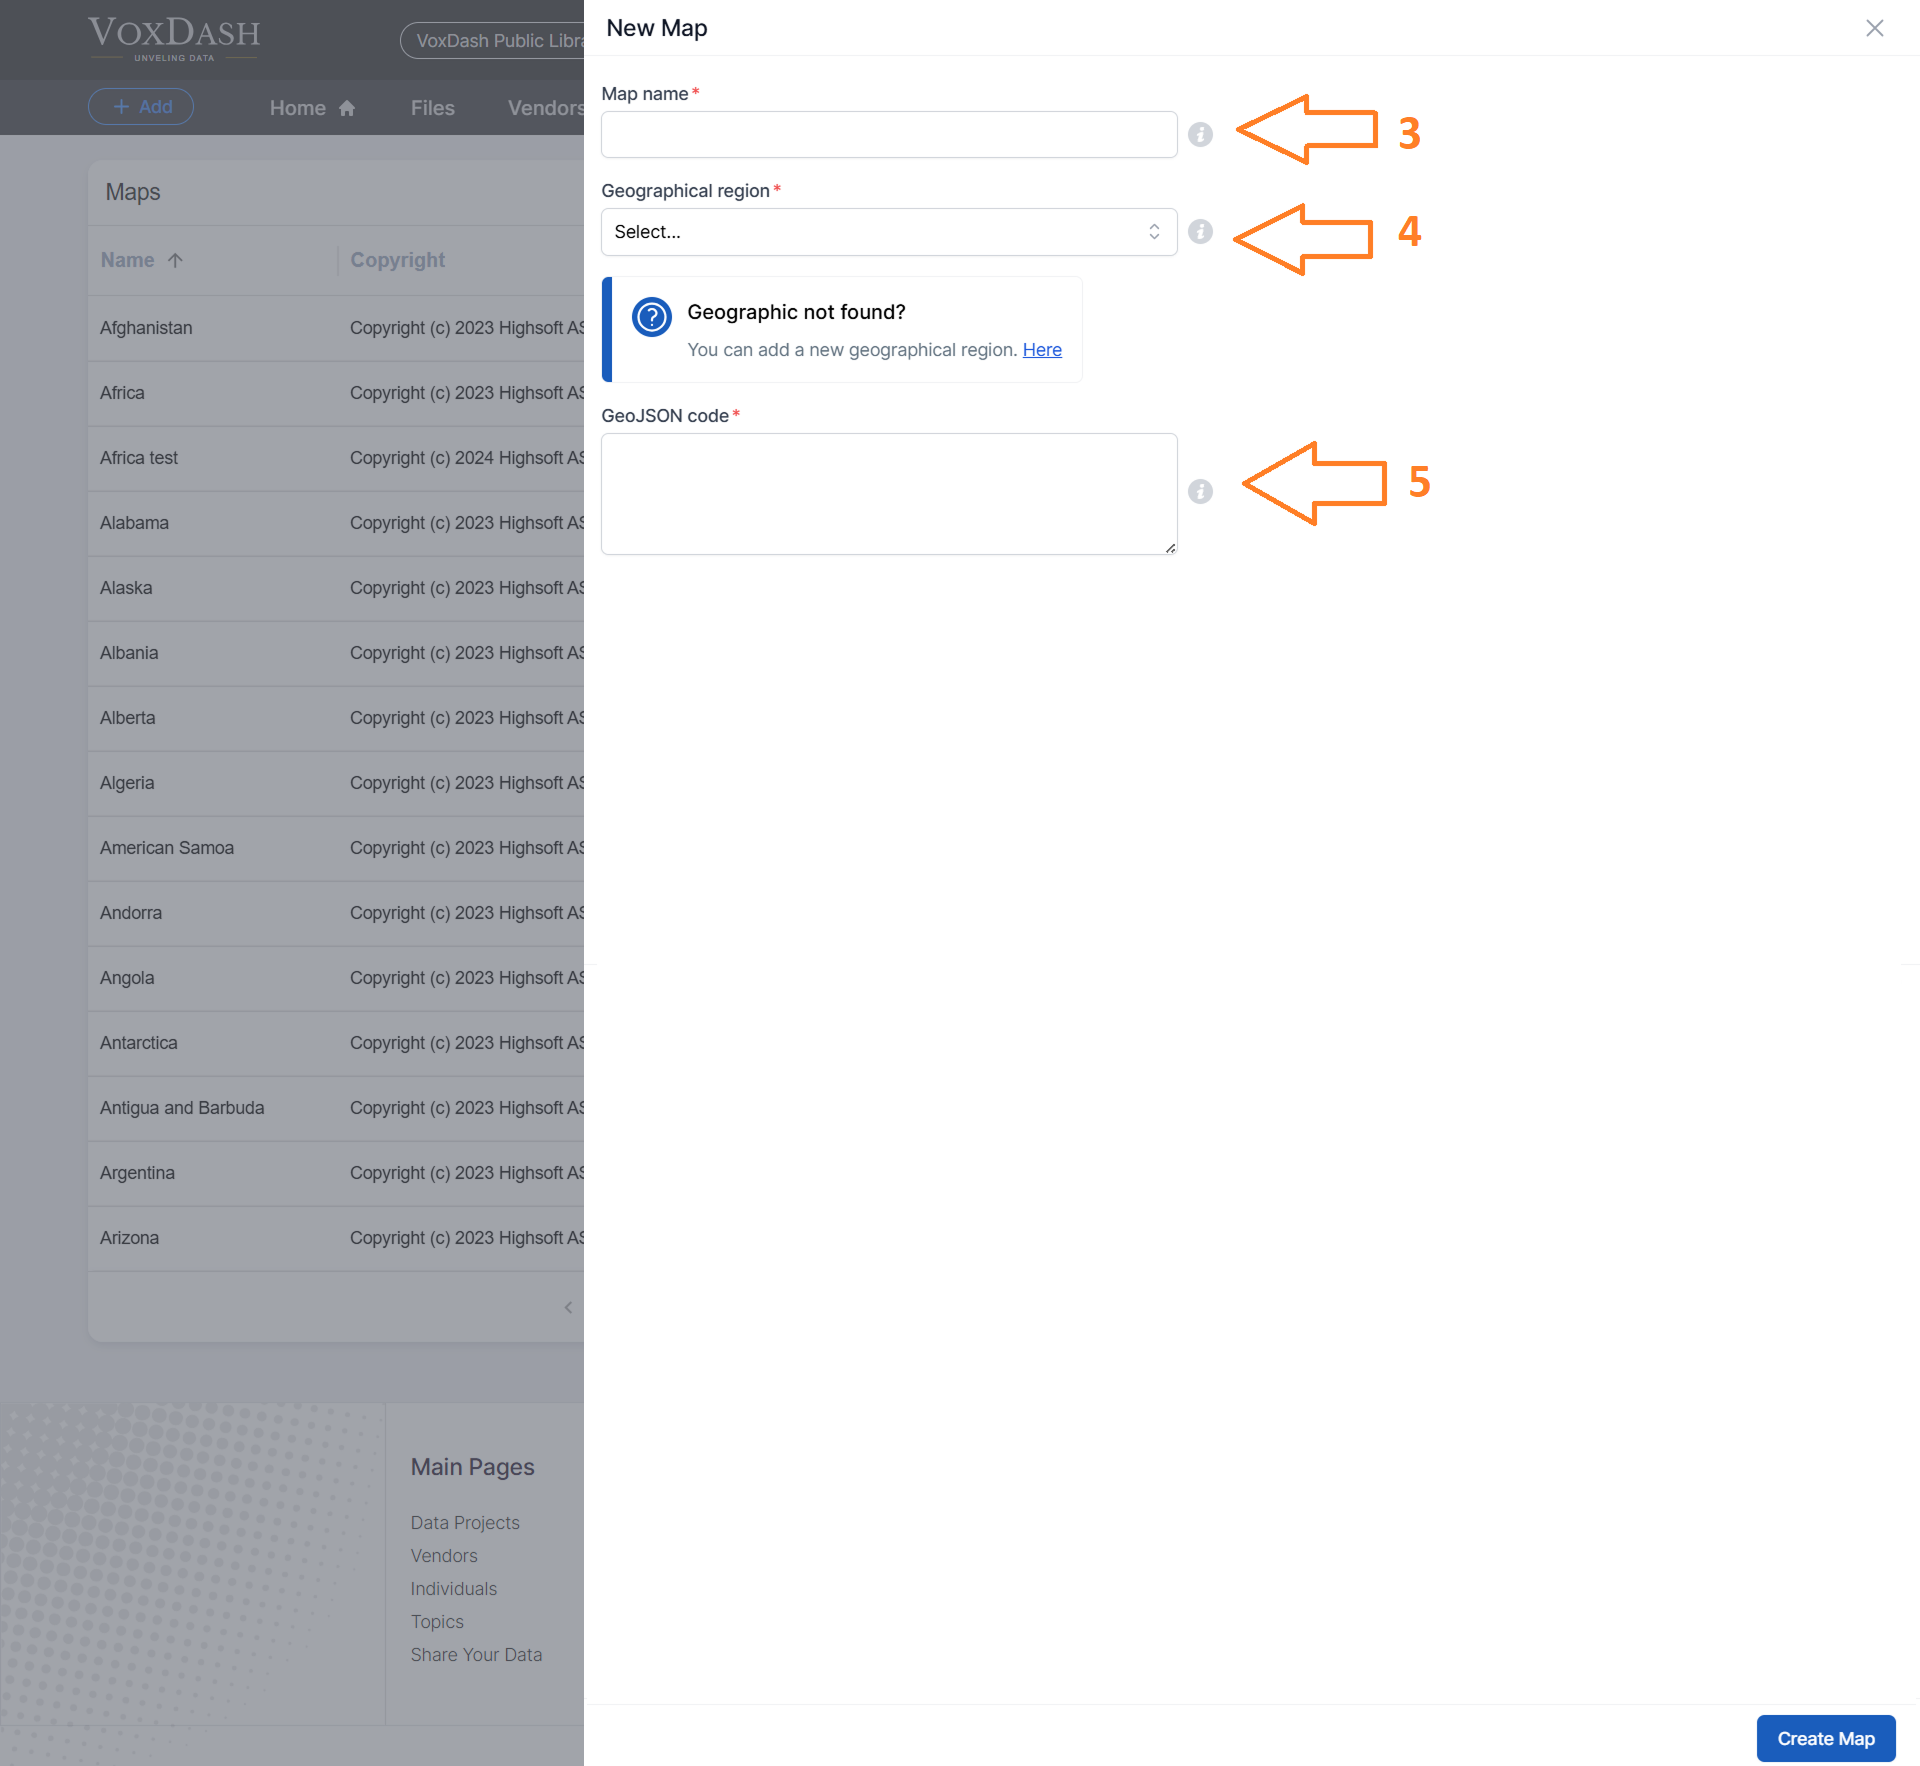 VOXDASH
UNVELING DATA
VoxDash Public Libra
+ Add
Home
Files
Vendors
Maps
Name ↑
Copyright
Afghanistan
Copyright (c) 2023 Highsoft AS
Africa
Copyright (c) 2023 Highsoft AS
Africa test
Copyright (c) 2024 Highsoft AS
Alabama
Copyright (c) 2023 Highsoft AS
Alaska
Copyright (c) 2023 Highsoft AS
Albania
Copyright (c) 2023 Highsoft AS
Alberta
Copyright (c) 2023 Highsoft AS
Algeria
Copyright (c) 2023 Highsoft AS
American Samoa
Copyright (c) 2023 Highsoft AS
Andorra
Copyright (c) 2023 Highsoft AS
Angola
Copyright (c) 2023 Highsoft AS
Antarctica
Copyright (c) 2023 Highsoft AS
Antigua and Barbuda
Copyright (c) 2023 Highsoft AS
Argentina
Copyright (c) 2023 Highsoft AS
Arizona
Copyright (c) 2023 Highsoft AS
Main Pages
Data Projects
Vendors
Individuals
Topics
Share Your Data
New Map
Map name*
3
Geographical region*
Select...
4
Geographic not found?
You can add a new geographical region. Here
GeoJSON code*
5
Create Map